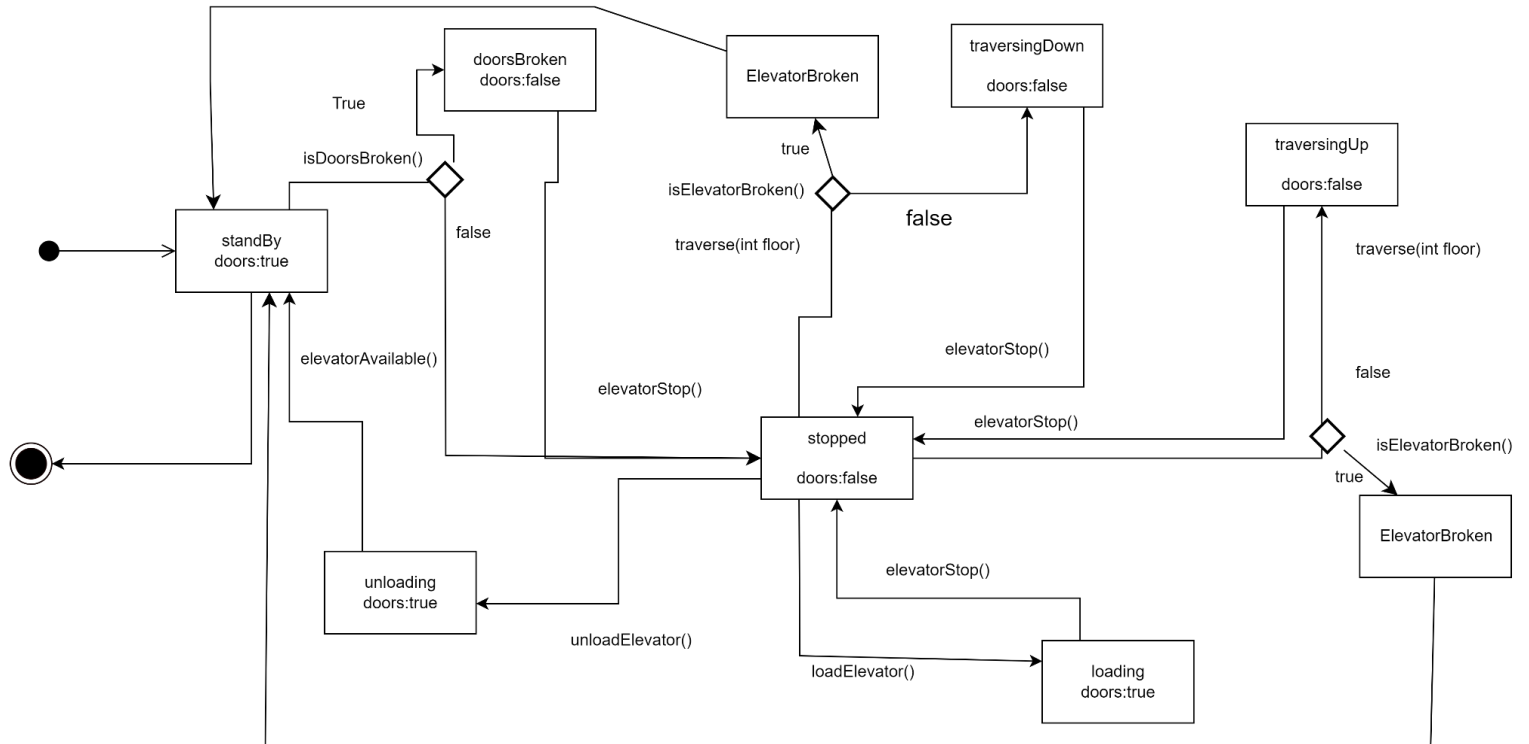 doorsBroken
doors:false
ElevatorBroken
traversingDown
doors:false
True
isDoorsBroken()
true
traversingUp
doors:false
isElevatorBroken()
false
false
traverse(int floor)
standBy
doors:true
traverse(int floor)
elevatorAvailable()
elevatorStop()
false
elevatorStop()
elevatorStop()
stopped
doors:false
isElevatorBroken()
true
ElevatorBroken
elevatorStop()
unloading
doors:true
unloadElevator()
loadElevator()
loading
doors:true